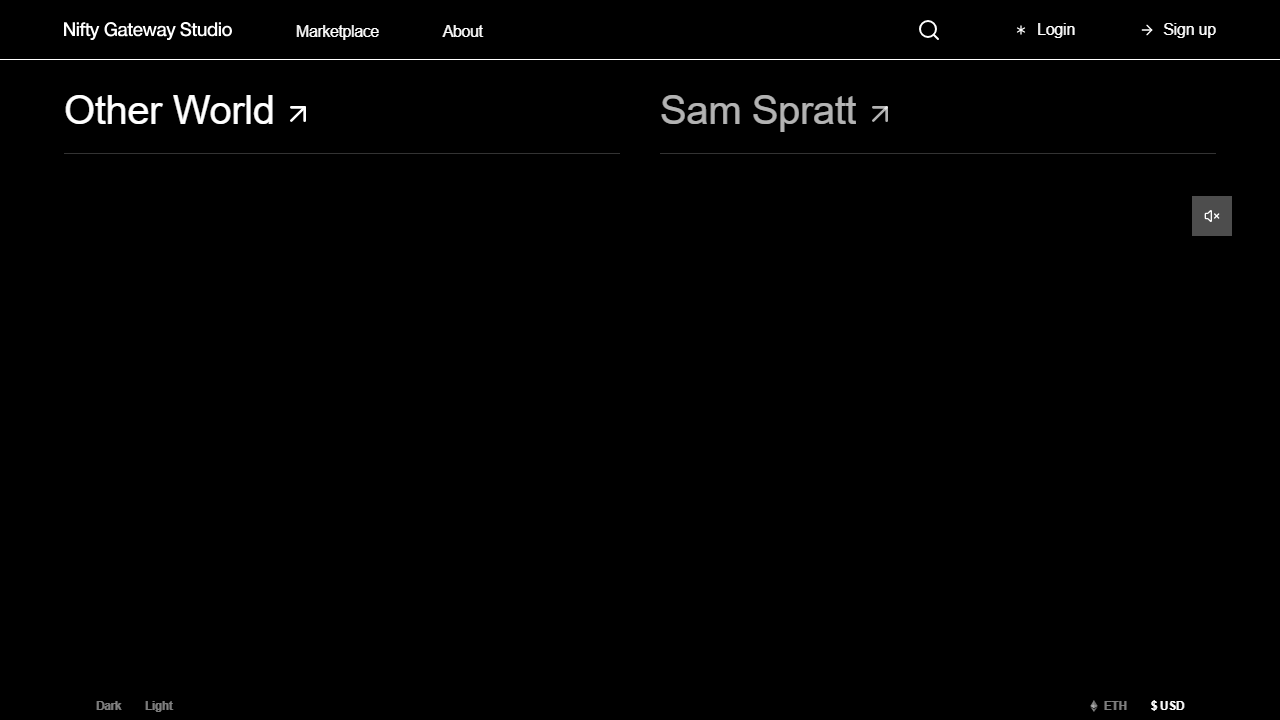 Nifty Gateway Studio
Marketplace
About
Login
Sign up
Other World
Sam Spratt
Dark
Light
ETH
$ USD